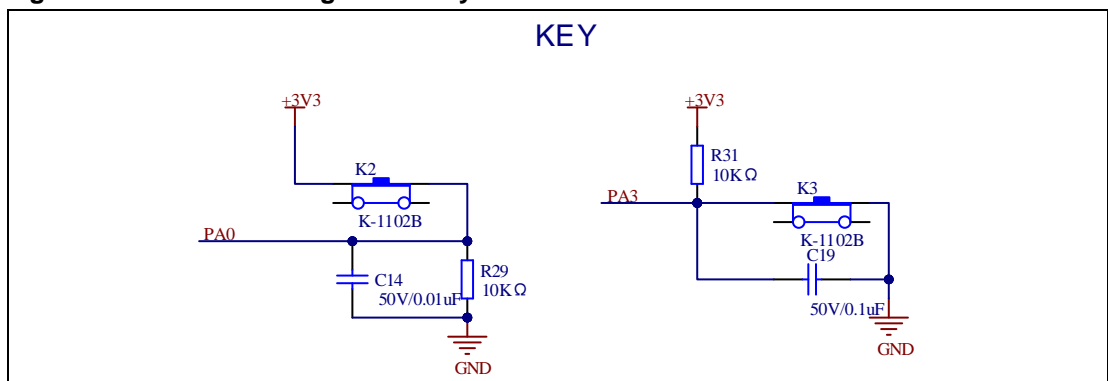 KEY
+3V3
K2
K-1102B
PA0
C14
50V/0.01uF
R29
10KΩ
GND
+3V3
R31
10KΩ
PA3
K3
K-1102B
C19
50V/0.1uF
GND